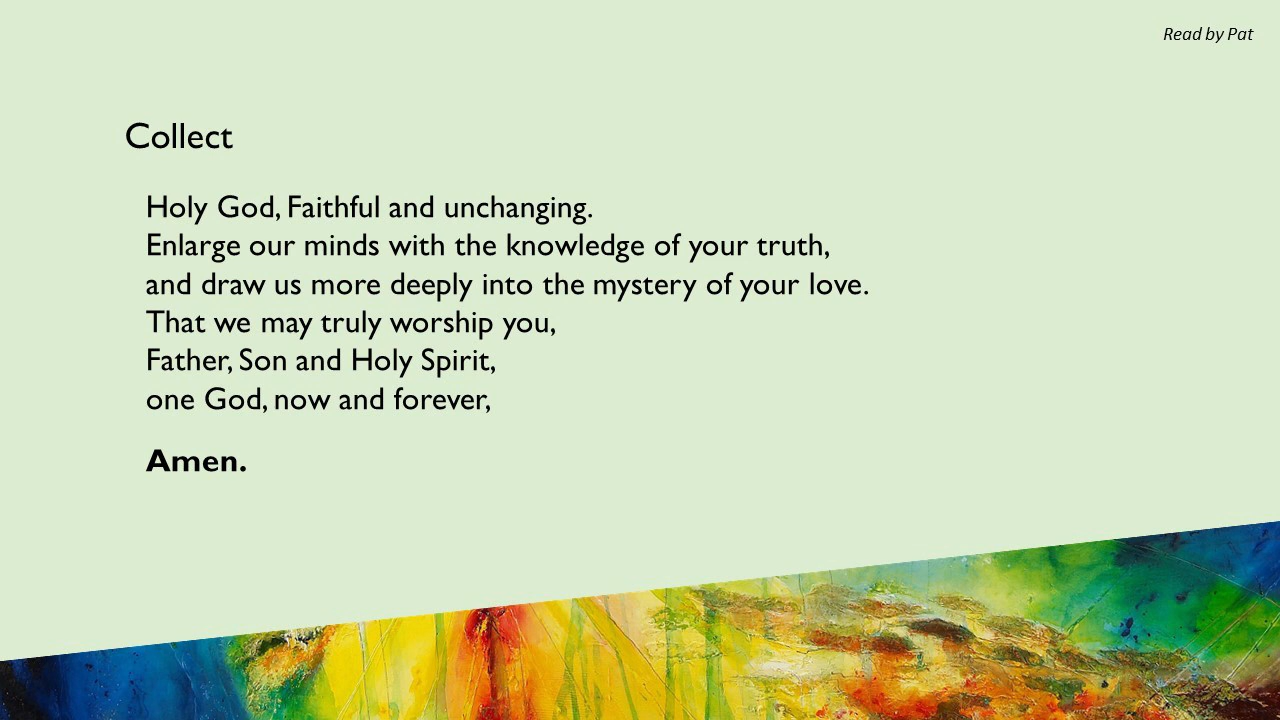 Read by Pat
Collect
Holy God, Faithful and unchanging.
Enlarge our minds with the knowledge of your truth,
and draw us more deeply into the mystery of your love.
That we may truly worship you,
Father, Son and Holy Spirit,
one God, now and forever,
Amen.